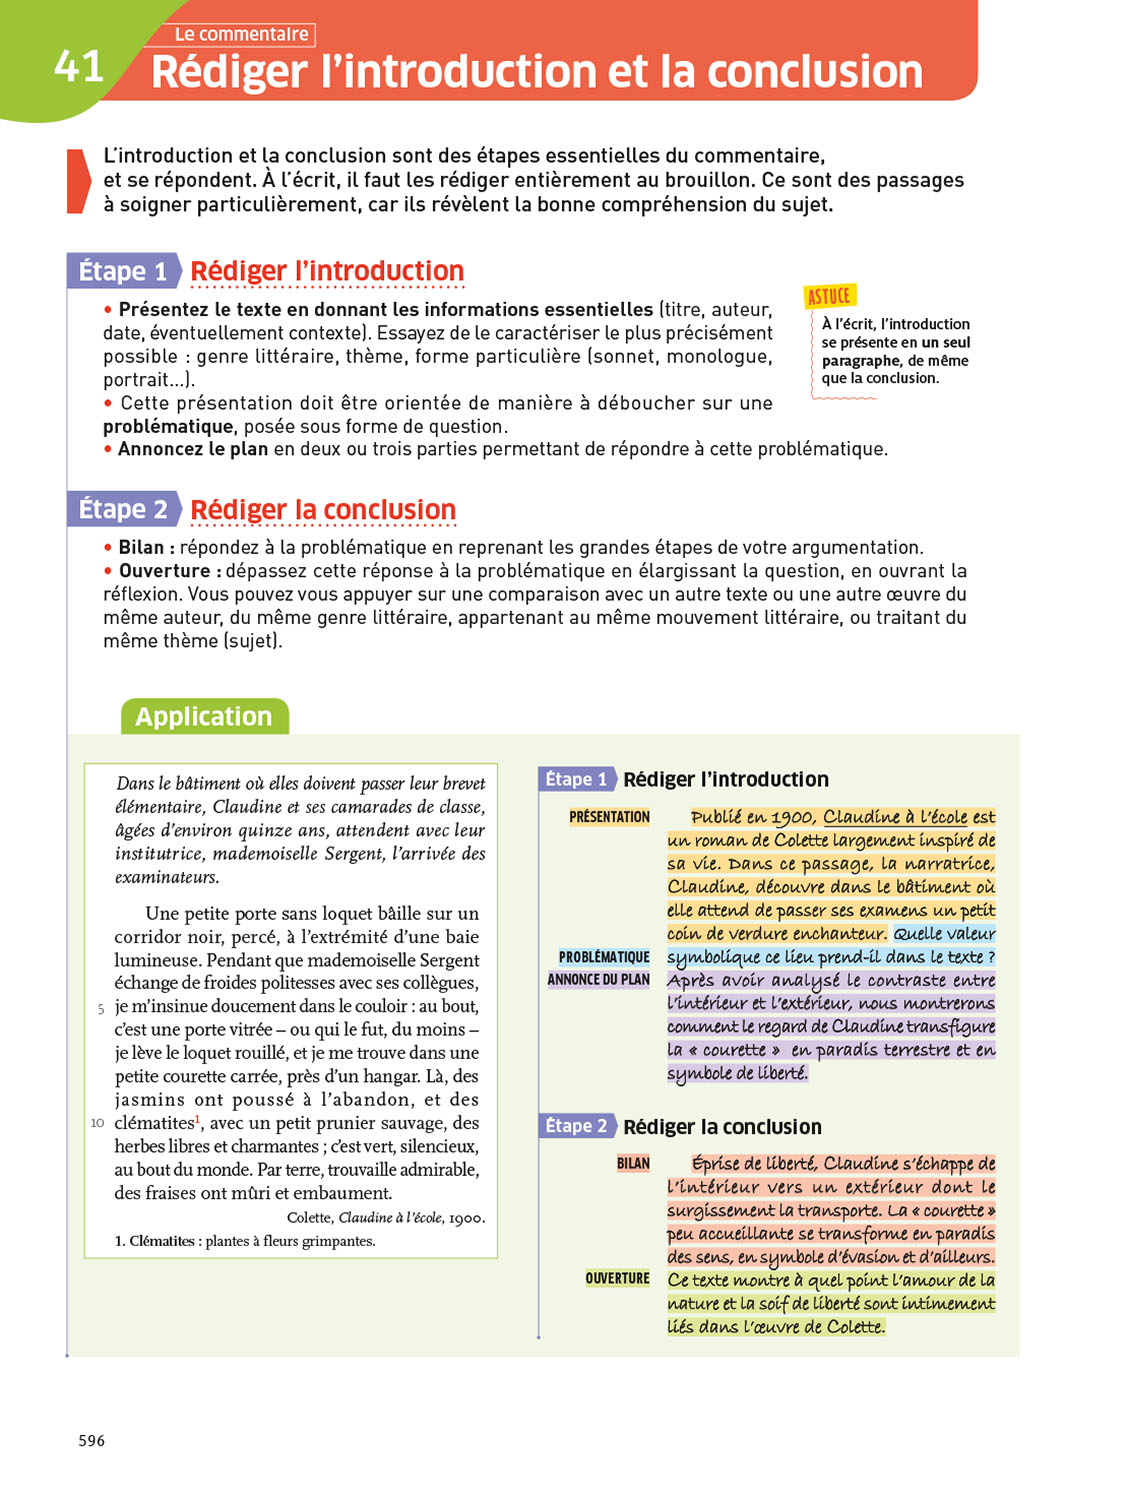 Le commentaire
41
Rédiger l'introduction et la conclusion
L'introduction et la conclusion sont des étapes essentielles du commentaire,
et se répondent. À l'écrit, il faut les rédiger entièrement au brouillon. Ce sont des passages
à soigner particulièrement, car ils révèlent la bonne compréhension du sujet.
Étape 1 Rédiger l'introduction
• Présentez le texte en donnant les informations essentielles (titre, auteur,
date, éventuellement contexte). Essayez de le caractériser le plus précisément
possible : genre littéraire, thème, forme particulière (sonnet, monologue,
portrait...).
• Cette présentation doit être orientée de manière à déboucher sur une
problématique, posée sous forme de question.
• Annoncez le plan en deux ou trois parties permettant de répondre à cette problématique.
ASTUCE
À l'écrit, l'introduction
se présente en un seul
paragraphe, de même
que la conclusion.
Étape 2 Rédiger la conclusion
• Bilan : répondez à la problématique en reprenant les grandes étapes de votre argumentation.
• Ouverture : dépassez cette réponse à la problématique en élargissant la question, en ouvrant la
réflexion. Vous pouvez vous appuyer sur une comparaison avec un autre texte ou une autre œuvre du
même auteur, du même genre littéraire, appartenant au même mouvement littéraire, ou traitant du
même thème (sujet).
Application
Dans le bâtiment où elles doivent passer leur brevet
élémentaire, Claudine et ses camarades de classe,
âgées d'environ quinze ans, attendent avec leur
institutrice, mademoiselle Sergent, l'arrivée des
examinateurs.
Une petite porte sans loquet bâille sur un
corridor noir, percé, à l'extrémité d'une baie
lumineuse. Pendant que mademoiselle Sergent
échange de froides politesses avec ses collègues,
5 je m'insinue doucement dans le couloir : au bout,
c'est une porte vitrée – ou qui le fut, du moins –
je lève le loquet rouillé, et je me trouve dans une
petite courette carrée, près d'un hangar. Là, des
jasmins ont poussé à l'abandon, et des
10 clématites1, avec un petit prunier sauvage, des
herbes libres et charmantes ; c'est vert, silencieux,
au bout du monde. Par terre, trouvaille admirable,
des fraises ont mûri et embaument.
Colette, Claudine à l'école, 1900.
1. Clématites : plantes à fleurs grimpantes.
Étape 1 Rédiger l'introduction
PRÉSENTATION Publié en 1900, Claudine à l'école est
un roman de Colette largement inspiré de
sa vie. Dans ce passage, la narratrice,
Claudine, découvre dans le bâtiment où
elle attend de passer ses examens un petit
coin de verdure enchanteur. Quelle valeur
PROBLÉMATIQUE symbolique ce lieu prend-il dans le texte ?
ANNONCE DU PLAN Après avoir analysé le contraste entre
l'intérieur et l'extérieur, nous montrerons
comment le regard de Claudine transfigure
la « courette » en paradis terrestre et en
symbole de liberté.
Étape 2 Rédiger la conclusion
BILAN Éprise de liberté, Claudine s'échappe de
l'intérieur vers un extérieur dont le
surgissement la transporte. La « courette »
peu accueillante se transforme en paradis
des sens, en symbole d'évasion et d'ailleurs.
OUVERTURE Ce texte montre à quel point l'amour de la
nature et la soif de liberté sont intimement
liés dans l'œuvre de Colette.
596